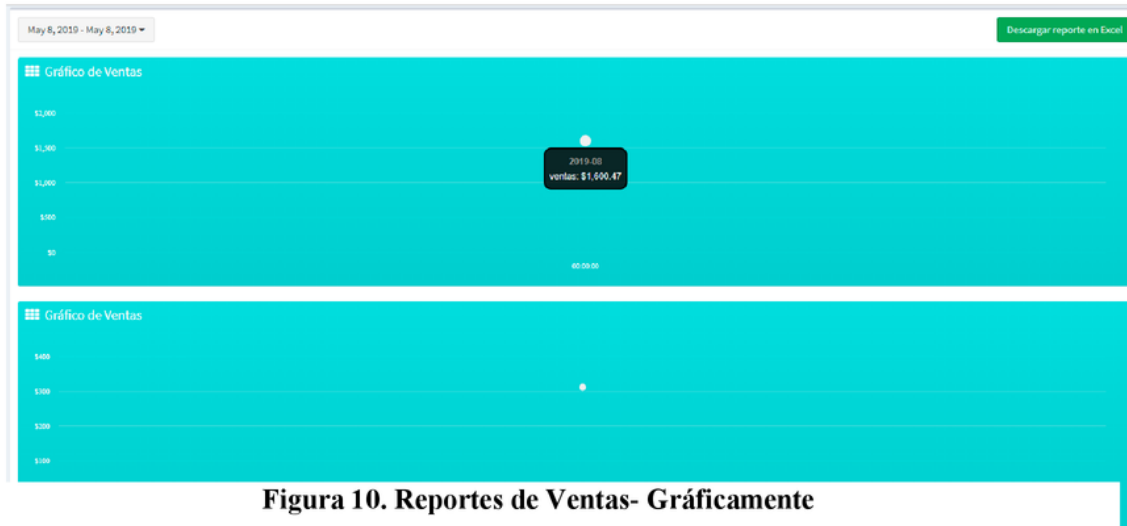 May 8, 2019 - May 8, 2019
Descargar reporte en Excel
Gráfico de Ventas
$2,000
$1,500
2019-08
ventas: $1,600.47
$1,000
$500
$0
00:00:00
Gráfico de Ventas
$400
$300
$200
$100
Figura 10. Reportes de Ventas- Gráficamente